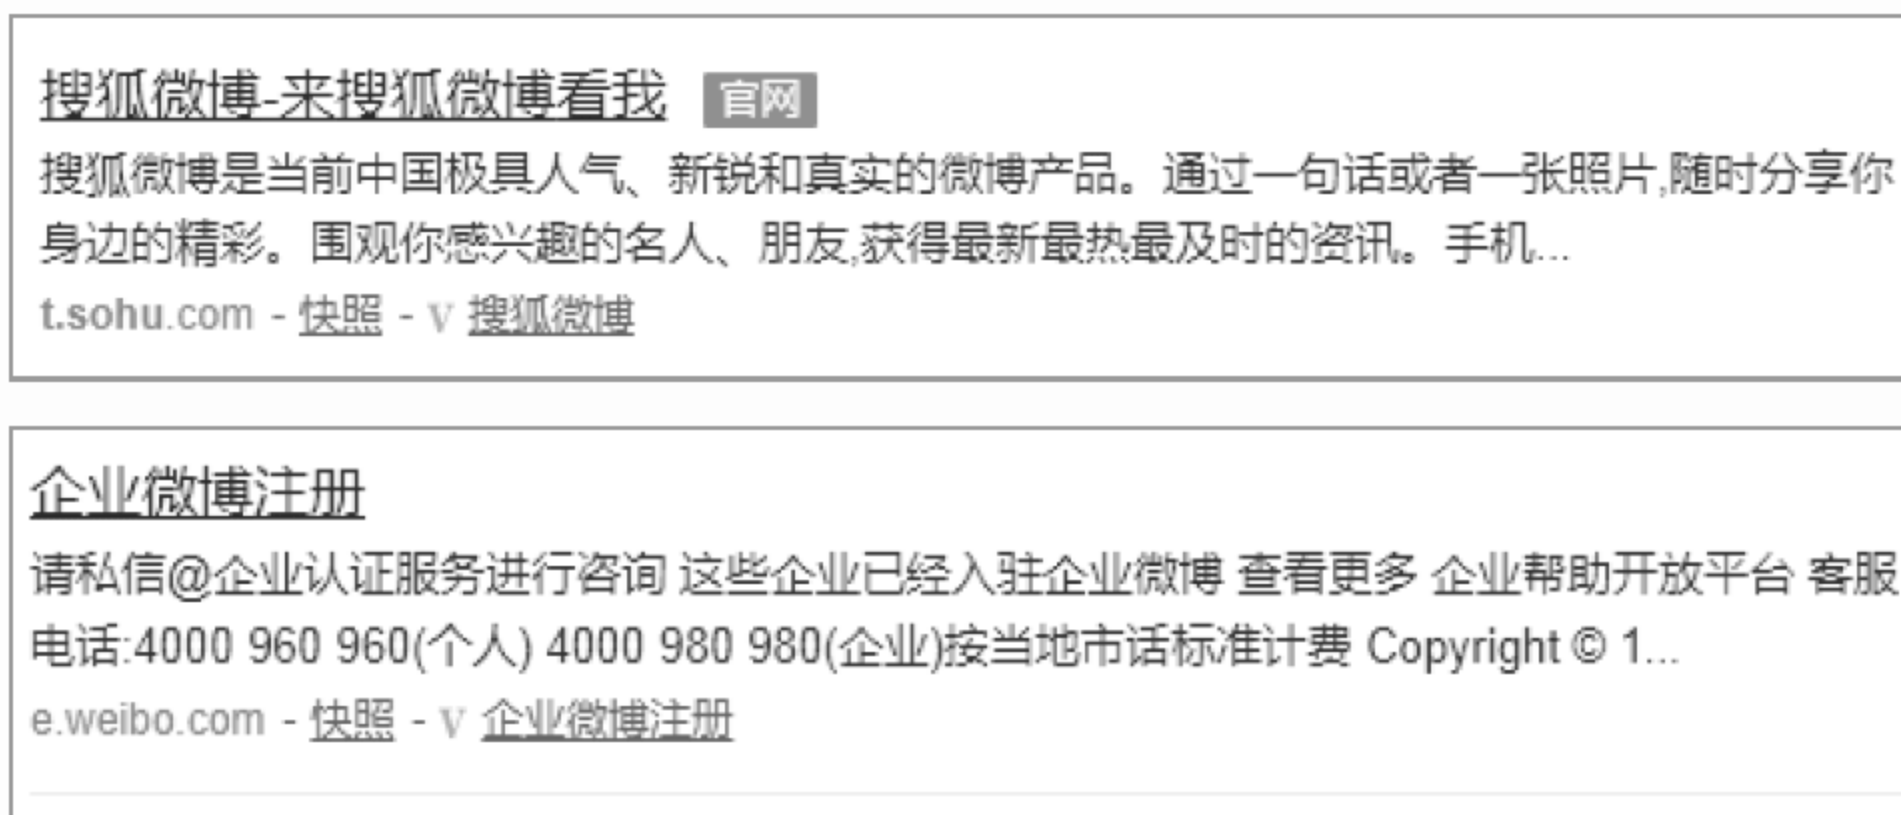 搜狐微博-来搜狐微博看我 官网
搜狐微博是当前中国极具人气、新锐和真实的微博产品。通过一句话或者一张照片,随时分享你
身边的精彩。围观你感兴趣的名人、朋友,获得最新最热最及时的资讯。手机...
t.sohu.com - 快照 - V 搜狐微博
企业微博注册
请私信@企业认证服务进行咨询 这些企业已经入驻企业微博 查看更多 企业帮助开放平台 客服
电话:4000 960 960(个人) 4000 980 980(企业)按当地市话标准计费 Copyright © 1...
e.weibo.com - 快照 - V 企业微博注册